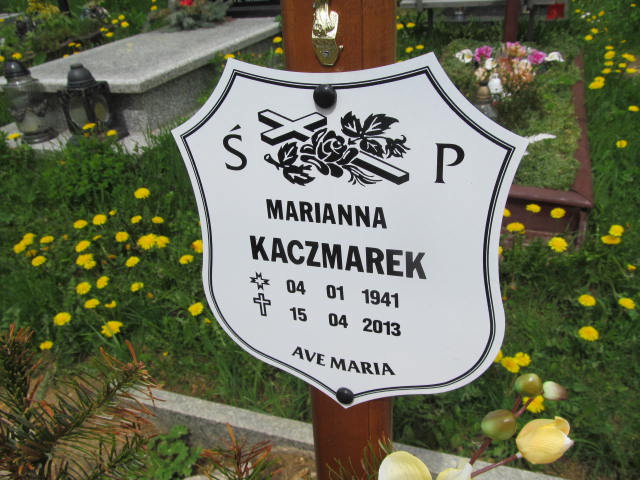 Ś P
MARIANNA
KACZMAREK
04 01 1941
15 04 2013
AVE MARIA